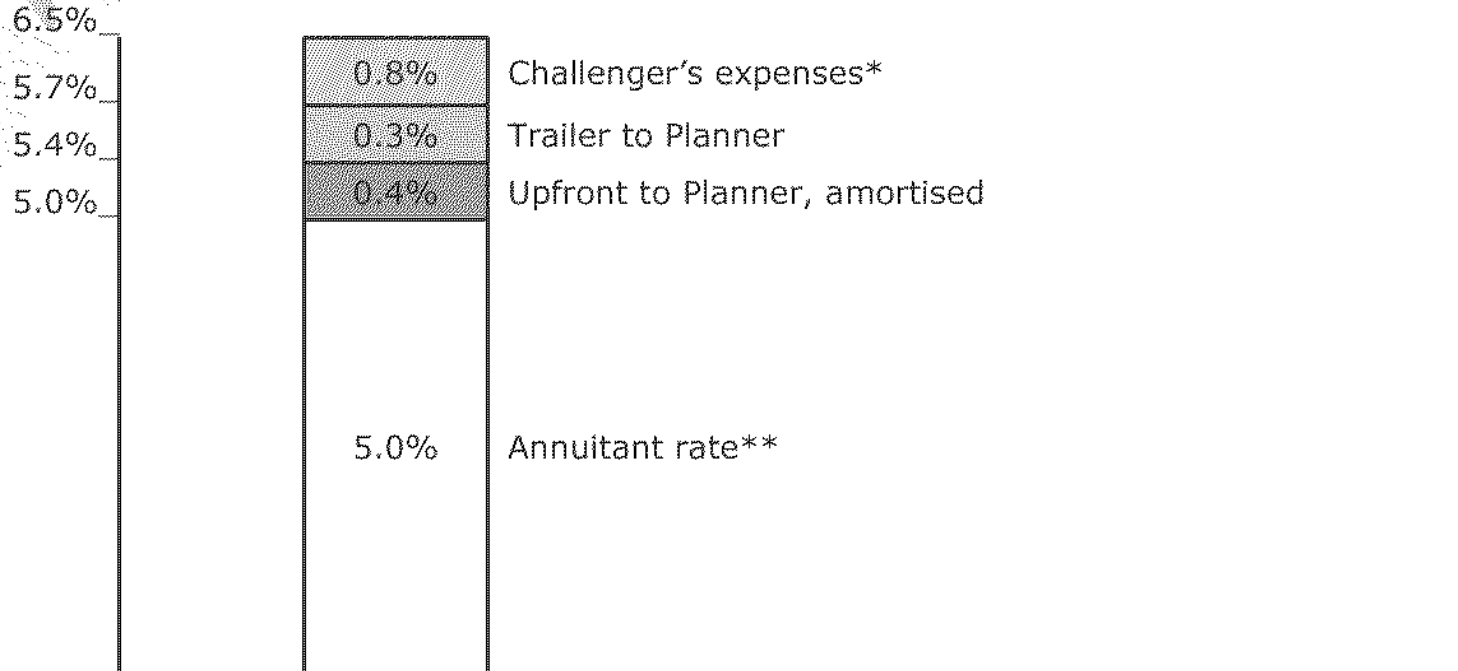 6.5%
0.8% Challenger’s expenses*
5.7%
0.3% Trailer to Planner
5.4%
0.4% Upfront to Planner, amortised
5.0%
5.0% Annuitant rate**